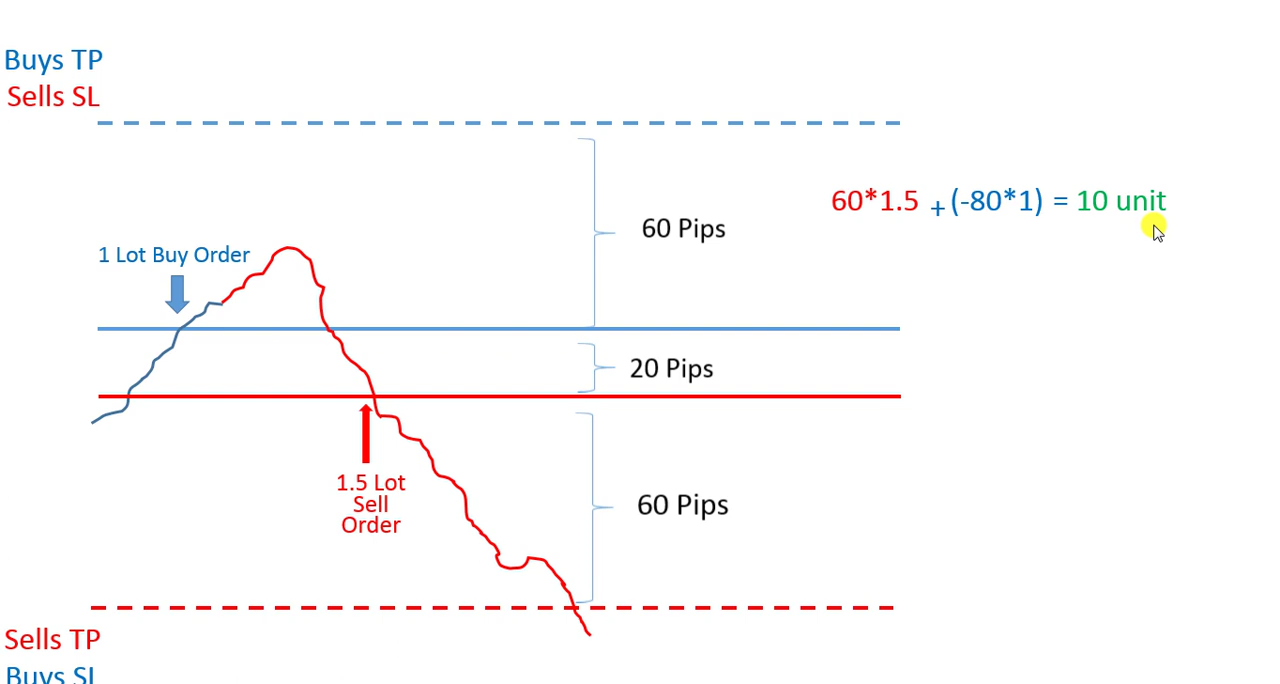 Buys TP
Sells SL
60*1.5 + (-80*1) = 10 unit
60 Pips
1 Lot Buy Order
20 Pips
1.5 Lot
Sell
Order
60 Pips
Sells TP
Buys SL